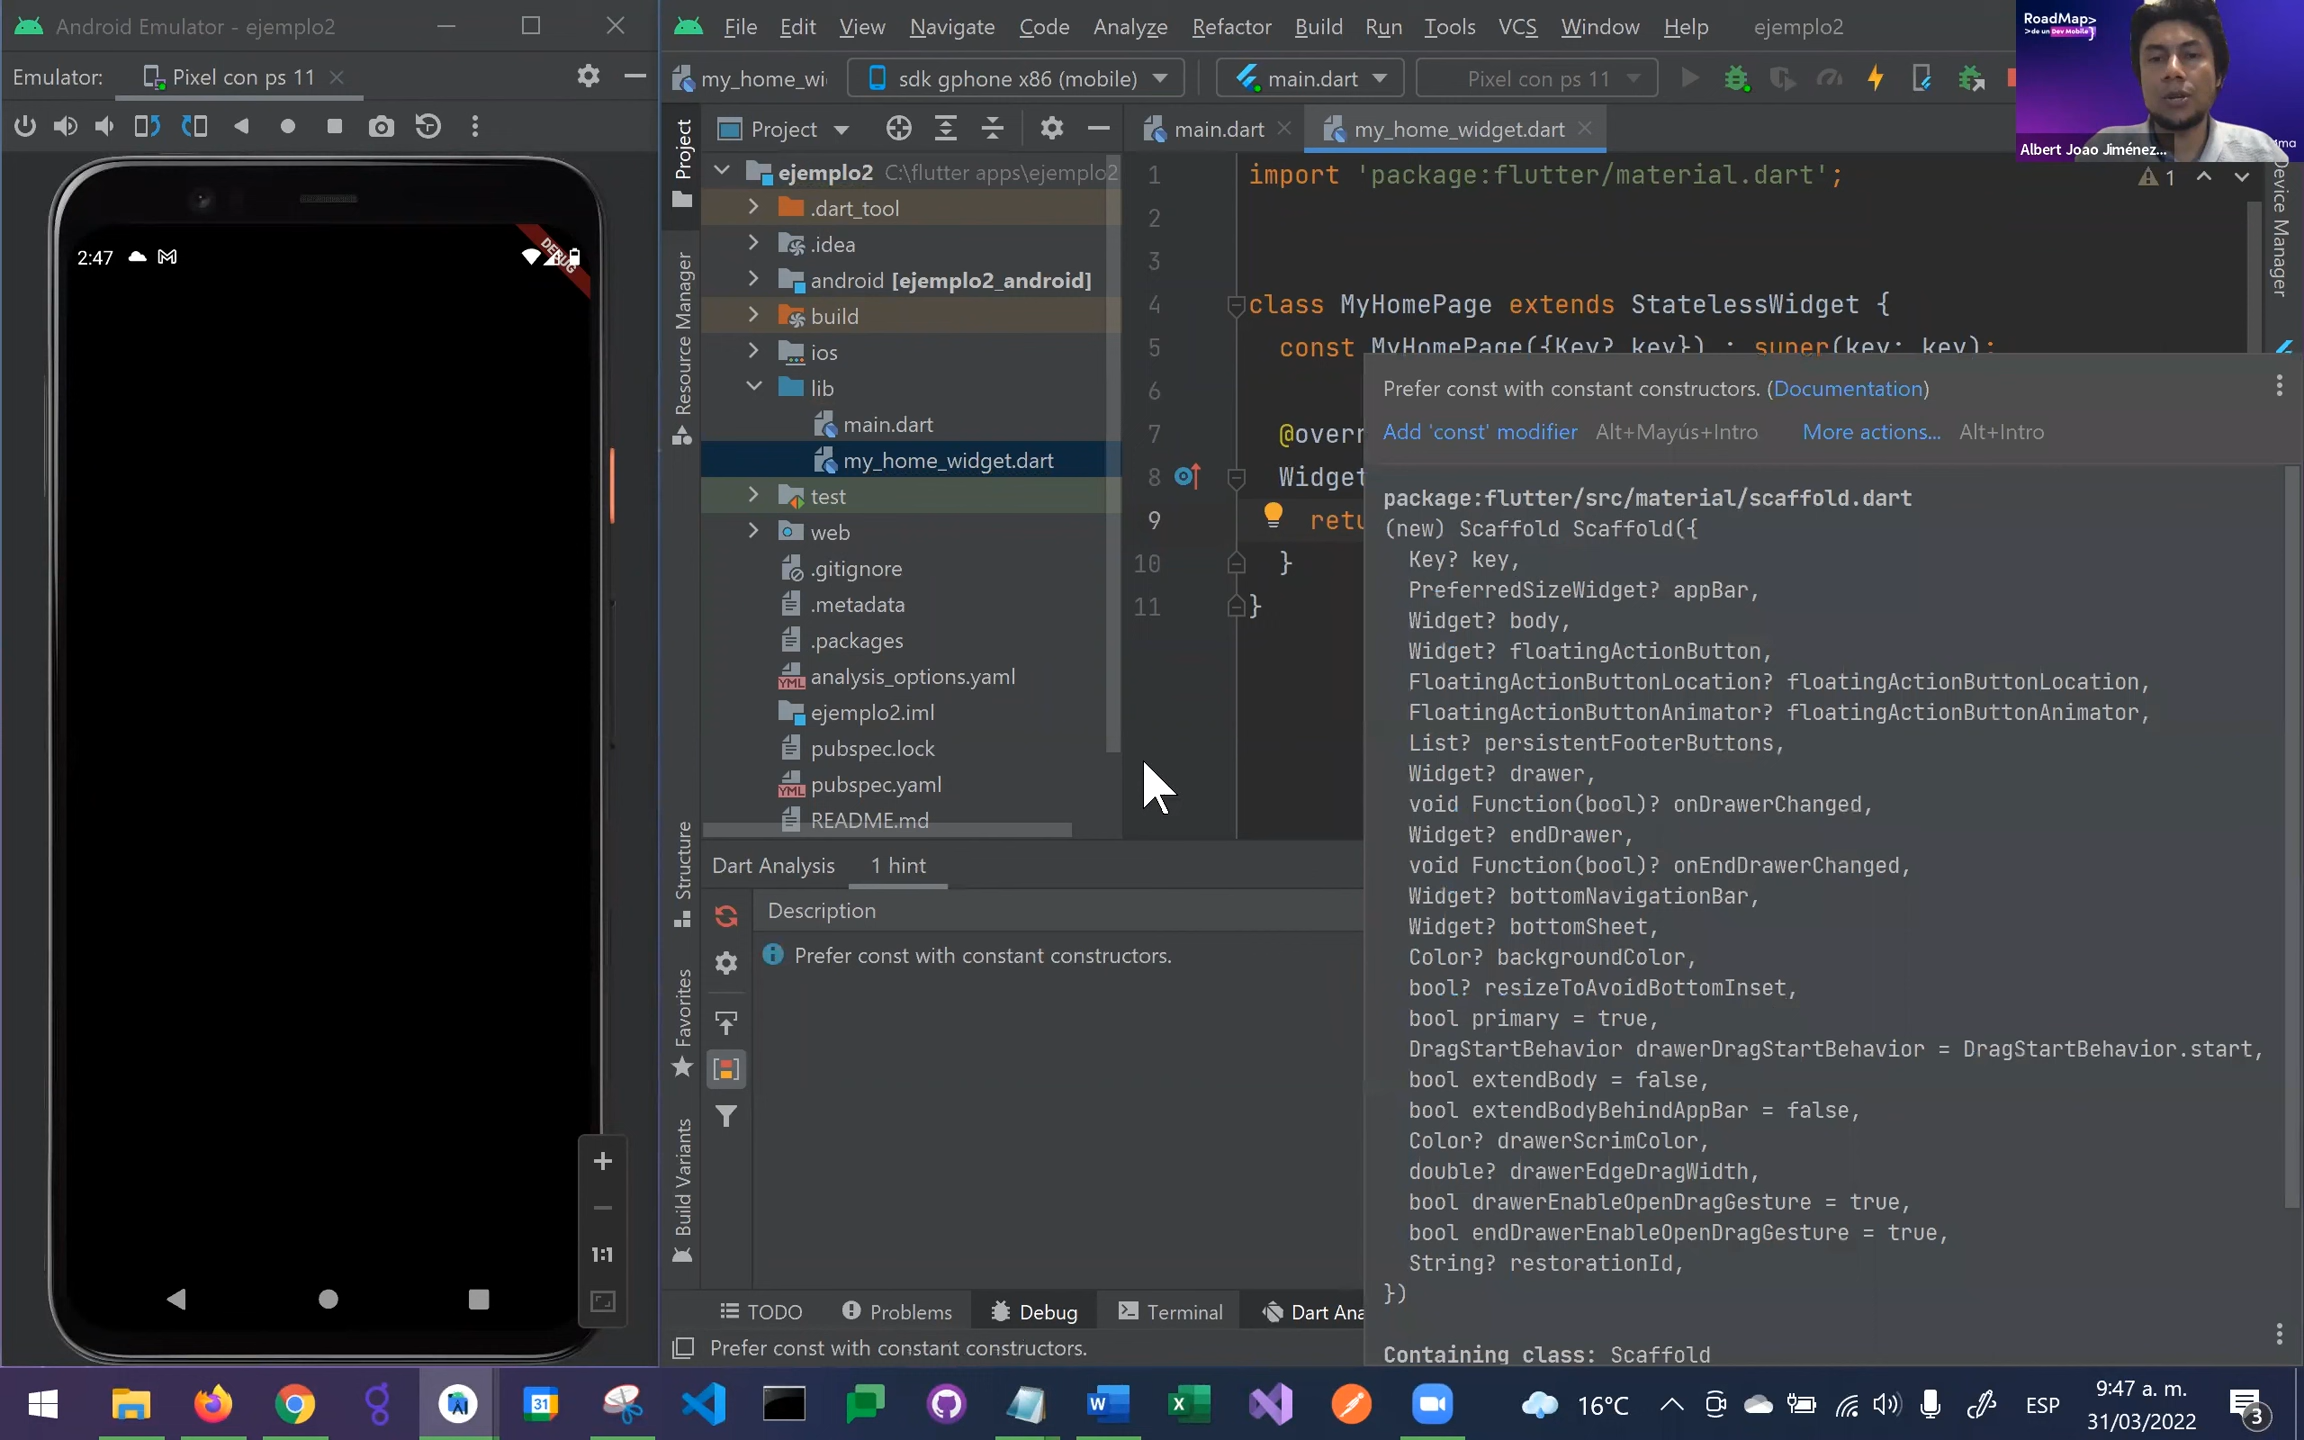 Android Emulator - ejemplo2
Emulator: Pixel con ps 11
2:47
DEBUG
1:1
File Edit View Navigate Code Analyze Refactor Build Run Tools VCS Window Help ejemplo2
my_home_wi
sdk gphone x86 (mobile)
main.dart
Pixel con ps 11
Project
main.dart
my_home_widget.dart
Project
Resource Manager
Structure
Favorites
Build Variants
ejemplo2 C:\flutter apps\ejemplo2
.dart_tool
.idea
android [ejemplo2_android]
build
ios
lib
main.dart
my_home_widget.dart
test
web
.gitignore
.metadata
.packages
analysis_options.yaml
ejemplo2.iml
pubspec.lock
pubspec.yaml
README.md
1 import 'package:flutter/material.dart';
2
3
4 class MyHomePage extends StatelessWidget {
5 const MyHomePage({Key? key}) : super(key: key);
6
7 @overr
8 Widget
9 retu
10 }
11 }
1
RoadMap>
>de un Dev Mobile}
Albert Joao Jiménez...
Device Manager
Prefer const with constant constructors. (Documentation)
Add 'const' modifier Alt+Mayús+Intro More actions... Alt+Intro
package:flutter/src/material/scaffold.dart
(new) Scaffold Scaffold({
Key? key,
PreferredSizeWidget? appBar,
Widget? body,
Widget? floatingActionButton,
FloatingActionButtonLocation? floatingActionButtonLocation,
FloatingActionButtonAnimator? floatingActionButtonAnimator,
List? persistentFooterButtons,
Widget? drawer,
void Function(bool)? onDrawerChanged,
Widget? endDrawer,
void Function(bool)? onEndDrawerChanged,
Widget? bottomNavigationBar,
Widget? bottomSheet,
Color? backgroundColor,
bool? resizeToAvoidBottomInset,
bool primary = true,
DragStartBehavior drawerDragStartBehavior = DragStartBehavior.start,
bool extendBody = false,
bool extendBodyBehindAppBar = false,
Color? drawerScrimColor,
double? drawerEdgeDragWidth,
bool drawerEnableOpenDragGesture = true,
bool endDrawerEnableOpenDragGesture = true,
String? restorationId,
})
Containing class: Scaffold
Dart Analysis 1 hint
Description
Prefer const with constant constructors.
TODO Problems Debug Terminal Dart Ana
Prefer const with constant constructors.
31
16°C
ESP
9:47 a. m.
31/03/2022
3